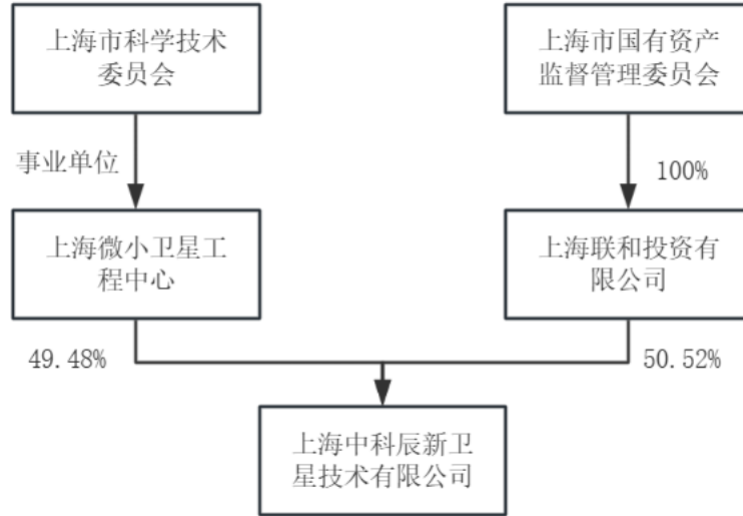 上海市科学技术
委员会
上海市国有资产
监督管理委员会
事业单位
100%
上海微小卫星工
程中心
上海联和投资有
限公司
49.48%
50.52%
上海中科辰新卫
星技术有限公司